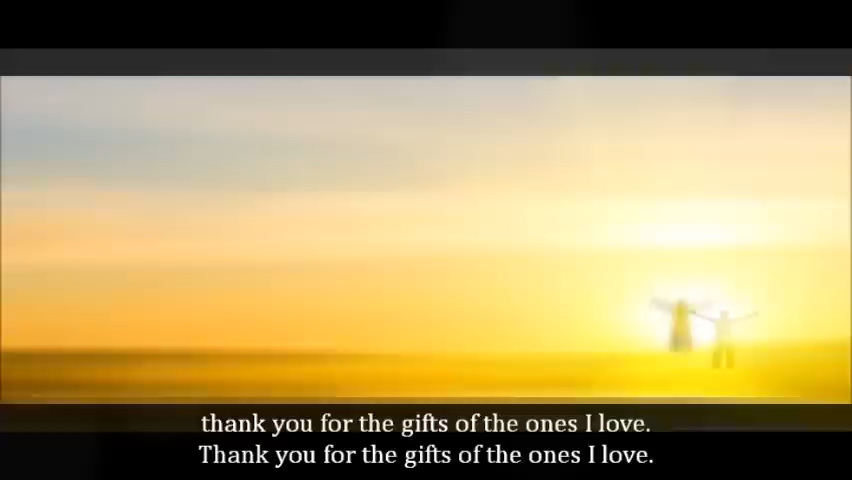 thank you for the gifts of the ones I love.
Thank you for the gifts of the ones I love.